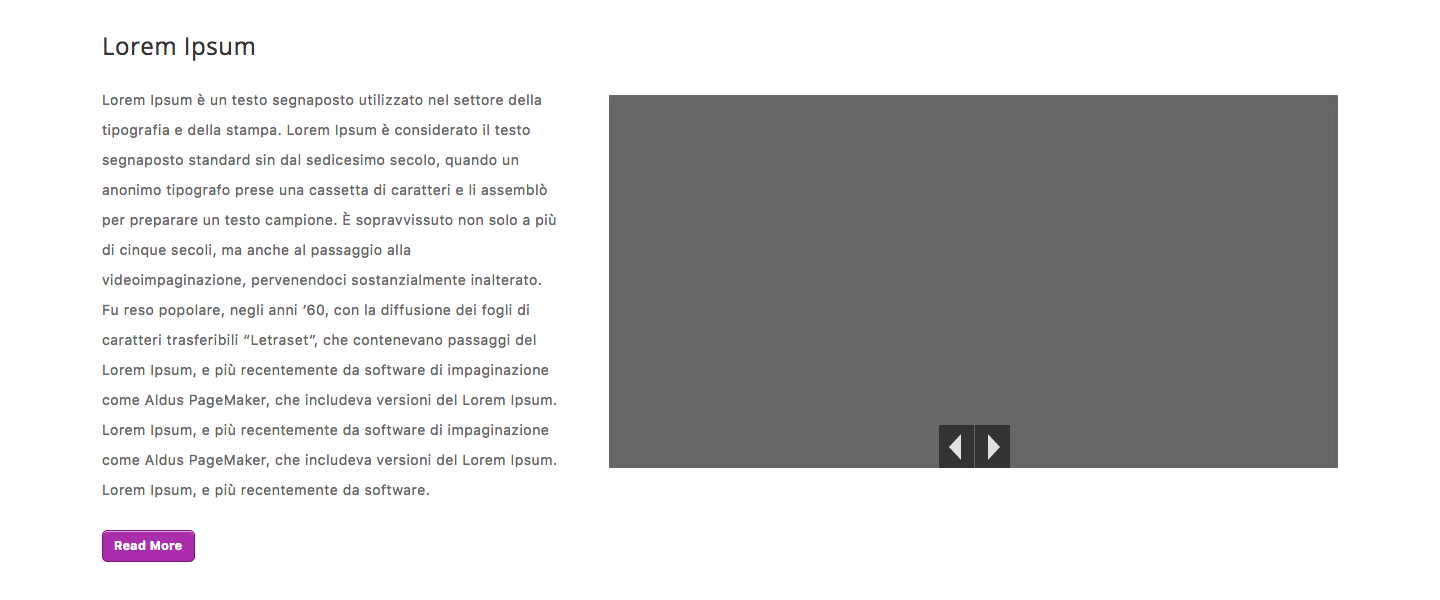 Lorem Ipsum
Lorem Ipsum è un testo segnaposto utilizzato nel settore della
tipografia e della stampa. Lorem Ipsum è considerato il testo
segnaposto standard sin dal sedicesimo secolo, quando un
anonimo tipografo prese una cassetta di caratteri e li assemblò
per preparare un testo campione. È sopravvissuto non solo a più
di cinque secoli, ma anche al passaggio alla
videoimpaginazione, pervenendoci sostanzialmente inalterato.
Fu reso popolare, negli anni ’60, con la diffusione dei fogli di
caratteri trasferibili “Letraset”, che contenevano passaggi del
Lorem Ipsum, e più recentemente da software di impaginazione
come Aldus PageMaker, che includeva versioni del Lorem Ipsum.
Lorem Ipsum, e più recentemente da software di impaginazione
come Aldus PageMaker, che includeva versioni del Lorem Ipsum.
Lorem Ipsum, e più recentemente da software.
Read More